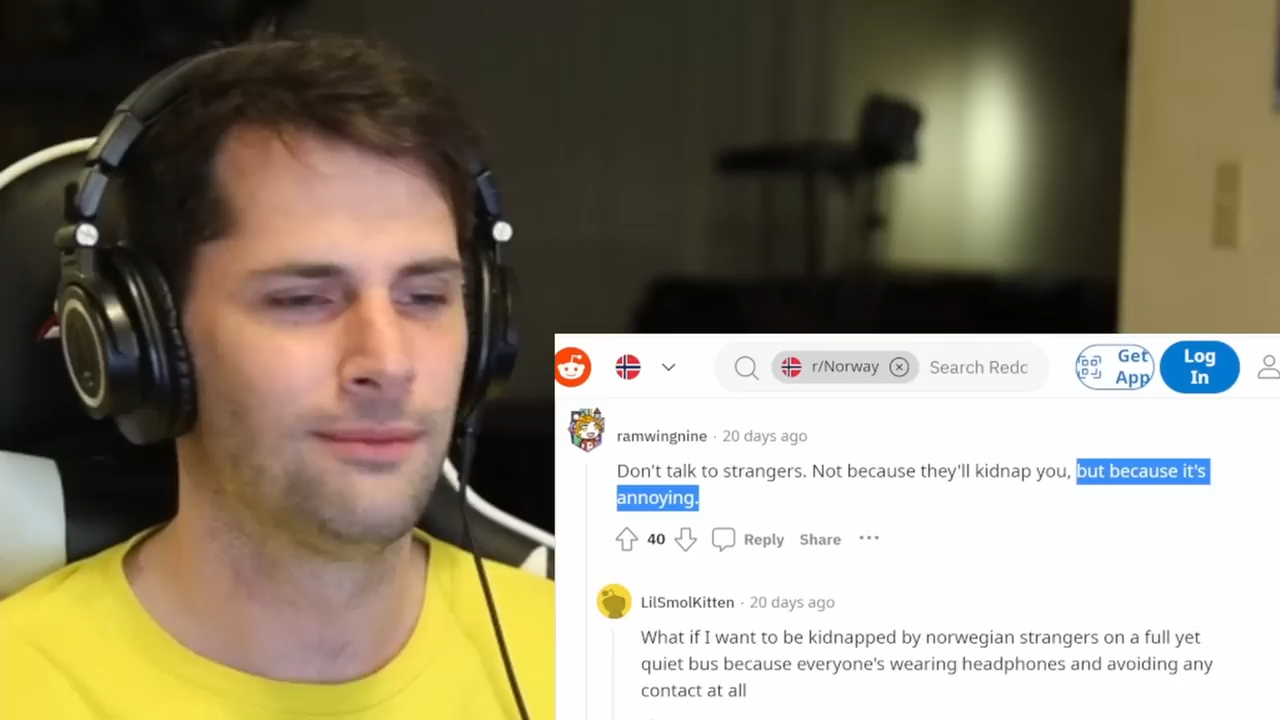 r/Norway
Search Redc
Get
App
Log
In
ramwingnine · 20 days ago
Don't talk to strangers. Not because they'll kidnap you, but because it's
annoying.
40 Reply Share ···
LilSmolKitten · 20 days ago
What if I want to be kidnapped by norwegian strangers on a full yet
quiet bus because everyone's wearing headphones and avoiding any
contact at all